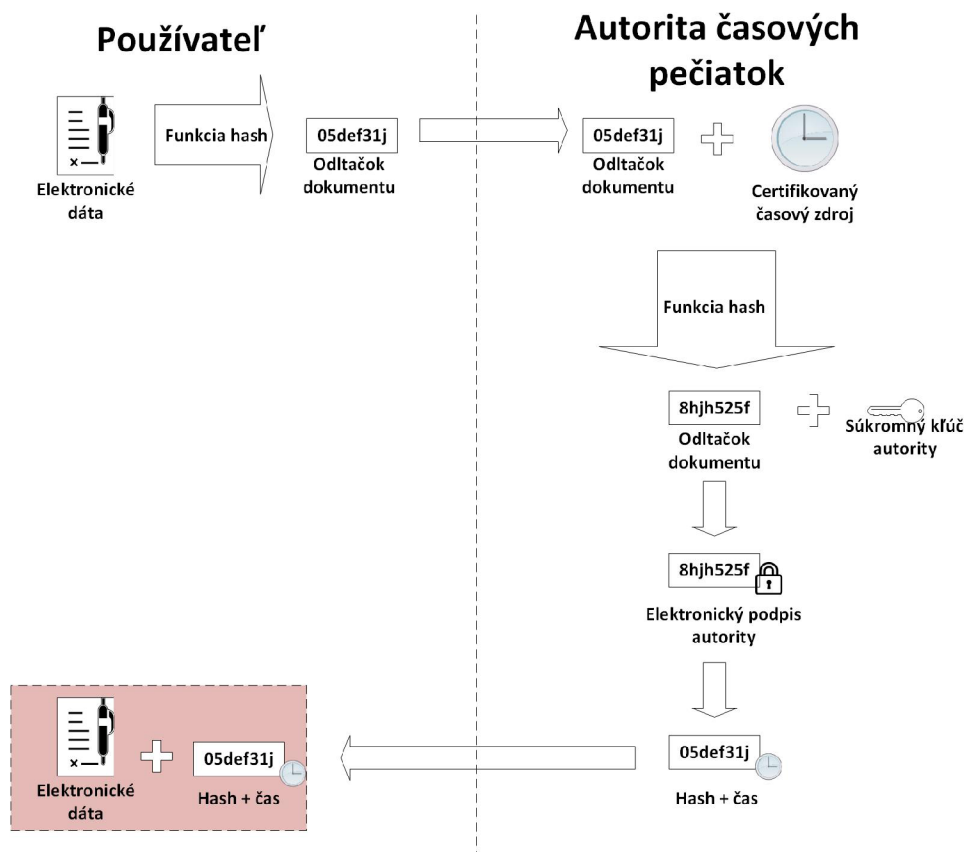 Používateľ
Autorita časových
pečiatok
Elektronické
dáta
Funkcia hash
05def31j
Odltačok
dokumentu
05def31j
Odltačok
dokumentu
Certifikovaný
časový zdroj
Funkcia hash
8hjh525f
Odltačok
dokumentu
Súkromný kľúč
autority
8hjh525f
Elektronický podpis
autority
Elektronické
dáta
05def31j
Hash + čas
05def31j
Hash + čas